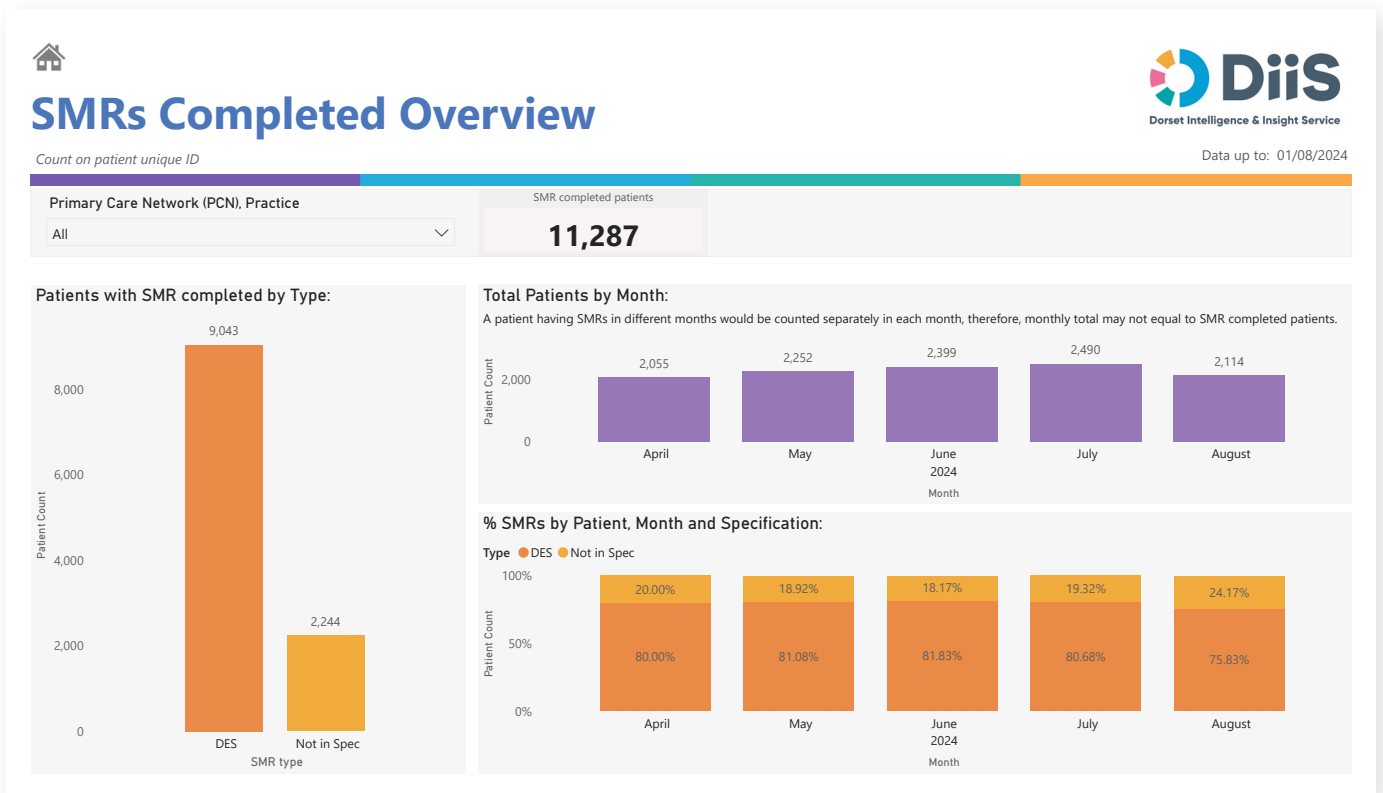 DiiS
Dorset Intelligence & Insight Service
SMRs Completed Overview
Count on patient unique ID
Data up to: 01/08/2024
Primary Care Network (PCN), Practice
All
SMR completed patients
11,287
Patients with SMR completed by Type:
9,043
8,000
6,000
4,000
2,244
2,000
0
Patient Count
DES
Not in Spec
SMR type
Total Patients by Month:
A patient having SMRs in different months would be counted separately in each month, therefore, monthly total may not equal to SMR completed patients.
2,055
2,252
2,399
2,490
2,114
2,000
0
Patient Count
April
May
June
July
August
2024
Month
% SMRs by Patient, Month and Specification:
Type DES Not in Spec
100%
50%
0%
Patient Count
20.00%
18.92%
18.17%
19.32%
24.17%
80.00%
81.08%
81.83%
80.68%
75.83%
April
May
June
July
August
2024
Month